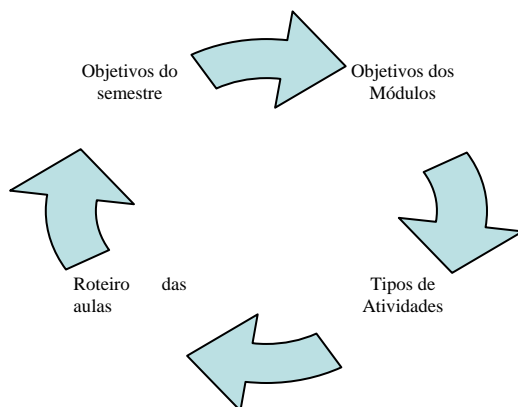 Objetivos do
semestre
Objetivos dos
Módulos
Tipos de
Atividades
Roteiro das
aulas